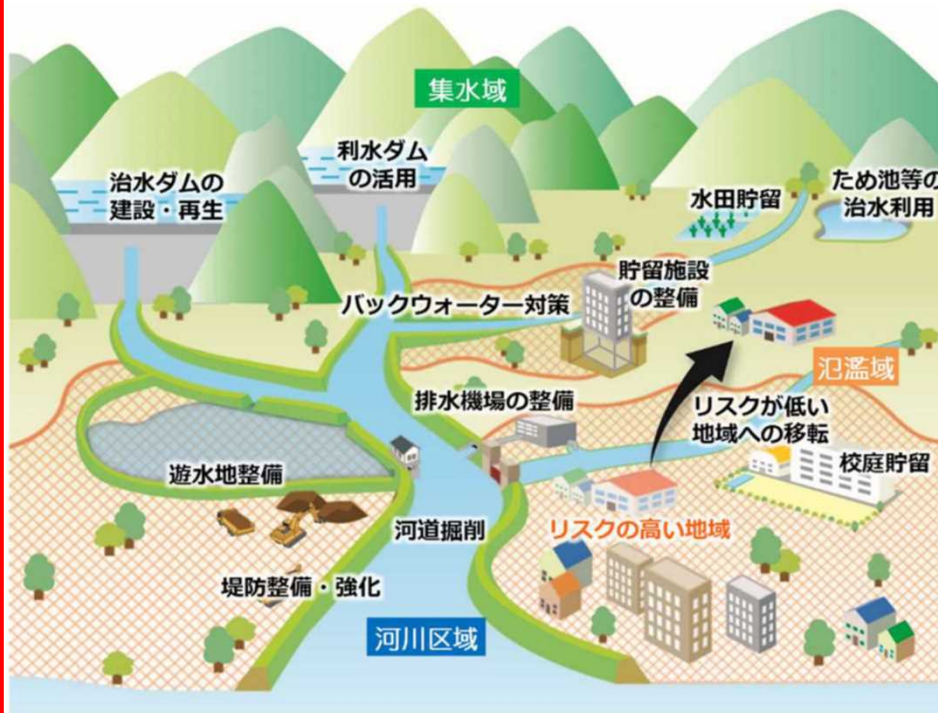 集水域
利水ダム
の活用
治水ダムの
建設・再生
水田貯留
ため池等の
治水利用
貯留施設
の整備
バックウォーター対策
氾濫域
排水機場の整備
リスクが低い
地域への移転
校庭貯留
遊水地整備
河道掘削
リスクの高い地域
堤防整備・強化
河川区域